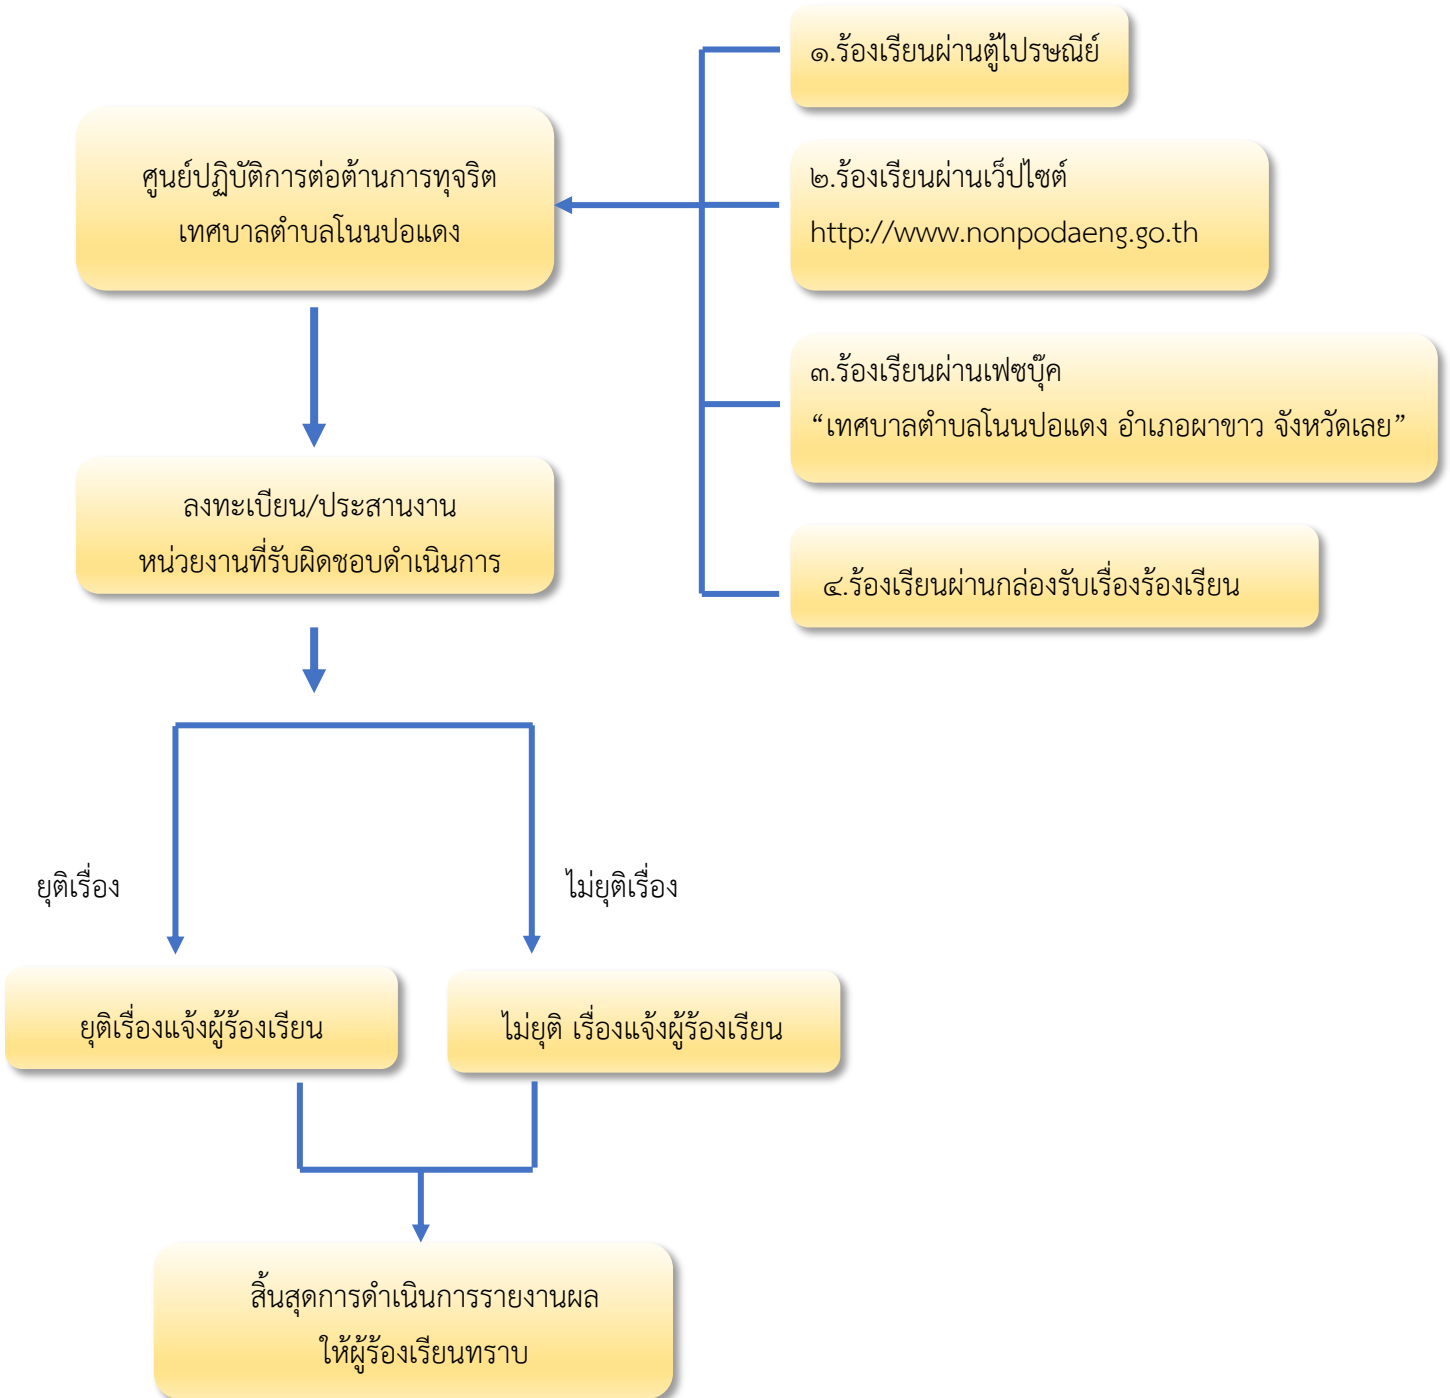 ๑.ร้องเรียนผ่านตู้ไปรษณีย์
ศูนย์ปฏิบัติการต่อต้านการทุจริต
เทศบาลตำบลโนนปอแดง
๒.ร้องเรียนผ่านเว็ปไซต์
http://www.nonpodaeng.go.th
๓.ร้องเรียนผ่านเฟซบุ๊ค
“เทศบาลตำบลโนนปอแดง อำเภอผาขาว จังหวัดเลย”
ลงทะเบียน/ประสานงาน
หน่วยงานที่รับผิดชอบดำเนินการ
๔.ร้องเรียนผ่านกล่องรับเรื่องร้องเรียน
ยุติเรื่อง
ไม่ยุติเรื่อง
ยุติเรื่องแจ้งผู้ร้องเรียน
ไม่ยุติ เรื่องแจ้งผู้ร้องเรียน
สิ้นสุดการดำเนินการรายงานผล
ให้ผู้ร้องเรียนทราบ